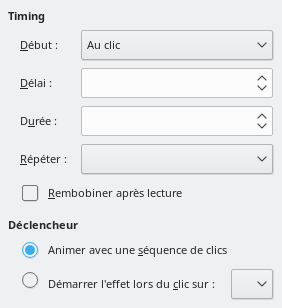 Timing
Début :
Au clic
Délai :
Durée :
Répéter :
Rembobiner après lecture
Déclencheur
Animer avec une séquence de clics
Démarrer l'effet lors du clic sur :